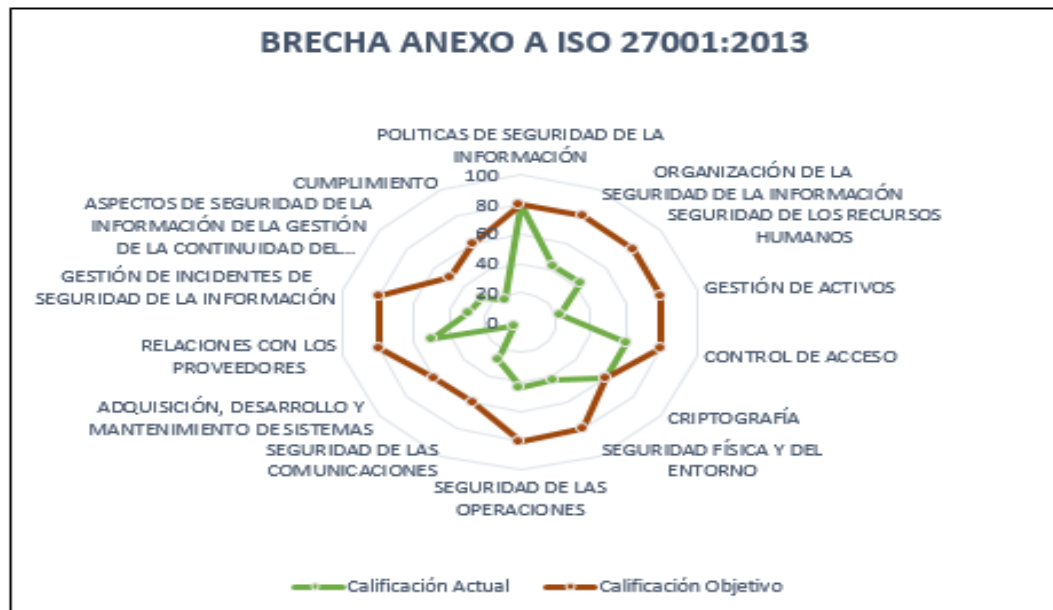 BRECHA ANEXO A ISO 27001:2013
POLITICAS DE SEGURIDAD DE LA
INFORMACIÓN
ORGANIZACIÓN DE LA
SEGURIDAD DE LA INFORMACIÓN
SEGURIDAD DE LOS RECURSOS
HUMANOS
GESTIÓN DE ACTIVOS
CONTROL DE ACCESO
CRIPTOGRAFÍA
SEGURIDAD FÍSICA Y DEL
ENTORNO
SEGURIDAD DE LAS
OPERACIONES
SEGURIDAD DE LAS
COMUNICACIONES
ADQUISICIÓN, DESARROLLO Y
MANTENIMIENTO DE SISTEMAS
RELACIONES CON LOS
PROVEEDORES
GESTIÓN DE INCIDENTES DE
SEGURIDAD DE LA INFORMACIÓN
ASPECTOS DE SEGURIDAD DE LA
INFORMACIÓN DE LA GESTIÓN
DE LA CONTINUIDAD DEL...
CUMPLIMIENTO
100
80
60
40
20
0
Calificación Actual
Calificación Objetivo